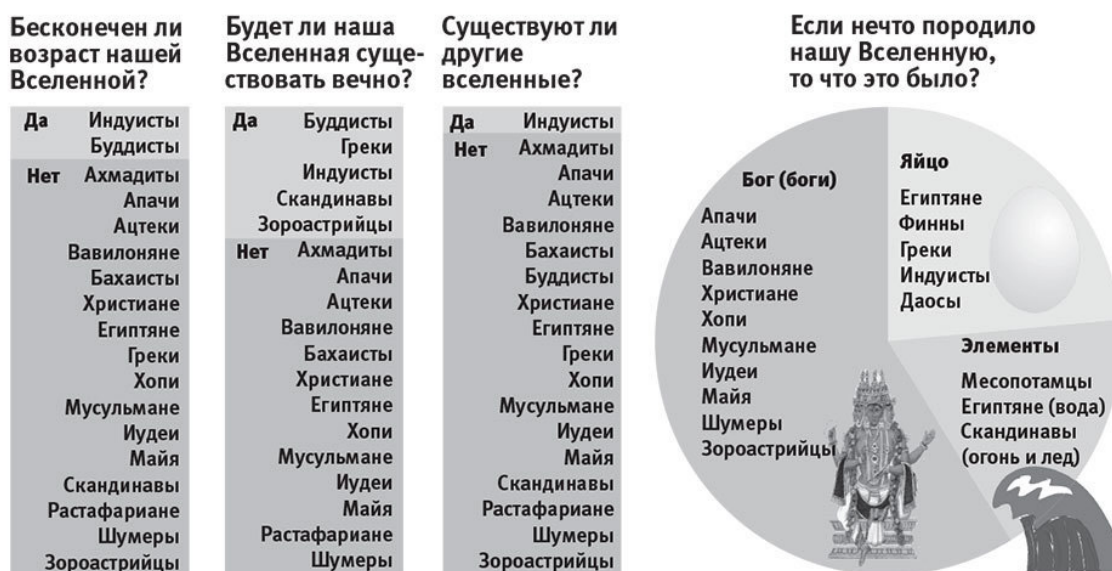 Бесконечен ли
возраст нашей
Вселенной?
Да Индуисты
Буддисты
Нет Ахмадиты
Апачи
Ацтеки
Вавилоняне
Бахаисты
Христиане
Египтяне
Греки
Хопи
Мусульмане
Иудеи
Майя
Скандинавы
Растафариане
Шумеры
Зороастрийцы
Будет ли наша
Вселенная суще-
ствовать вечно?
Да Буддисты
Греки
Индуисты
Скандинавы
Зороастрийцы
Нет Ахмадиты
Апачи
Ацтеки
Вавилоняне
Бахаисты
Христиане
Египтяне
Хопи
Мусульмане
Иудеи
Майя
Растафариане
Шумеры
Существуют ли
другие
вселенные?
Да Индуисты
Нет Ахмадиты
Апачи
Ацтеки
Вавилоняне
Бахаисты
Буддисты
Христиане
Египтяне
Греки
Хопи
Мусульмане
Иудеи
Майя
Скандинавы
Растафариане
Шумеры
Зороастрийцы
Если нечто породило
нашу Вселенную,
то что это было?
Бог (боги)
Апачи
Ацтеки
Вавилоняне
Христиане
Хопи
Мусульмане
Иудеи
Майя
Шумеры
Зороастрийцы
Яйцо
Египтяне
Финны
Греки
Индуисты
Даосы
Элементы
Месопотамцы
Египтяне (вода)
Скандинавы
(огонь и лед)